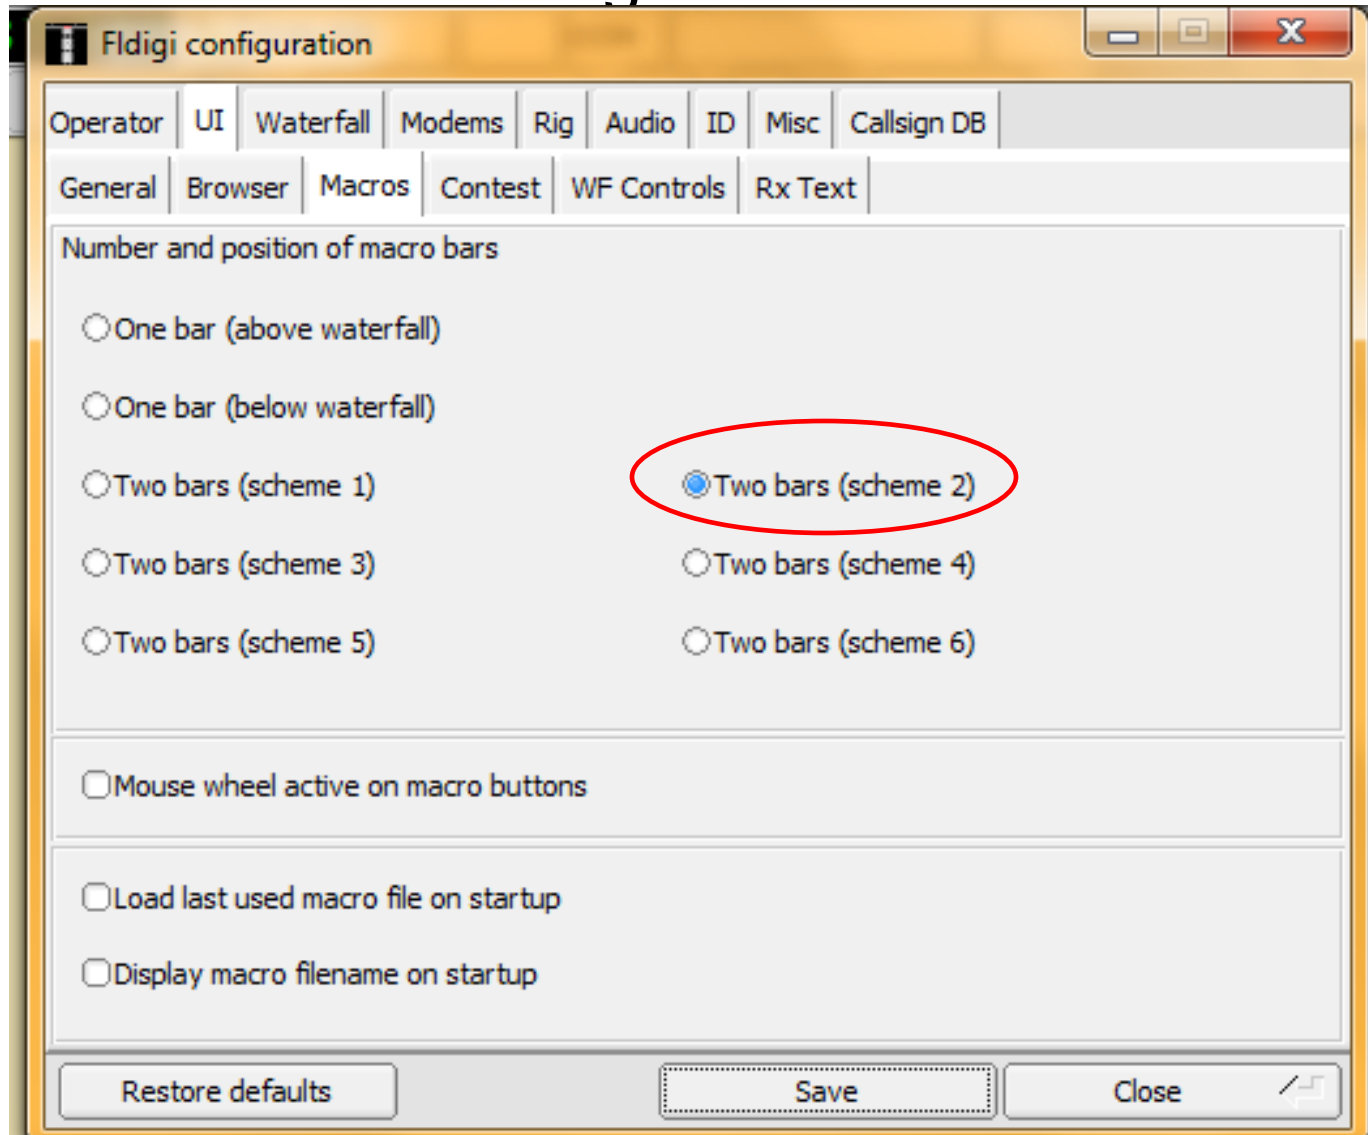 Fldigi configuration
Operator UI Waterfall Modems Rig Audio ID Misc Callsign DB
General Browser Macros Contest WF Controls Rx Text
Number and position of macro bars
One bar (above waterfall)
One bar (below waterfall)
Two bars (scheme 1) Two bars (scheme 2)
Two bars (scheme 3) Two bars (scheme 4)
Two bars (scheme 5) Two bars (scheme 6)
Mouse wheel active on macro buttons
Load last used macro file on startup
Display macro filename on startup
Restore defaults Save Close